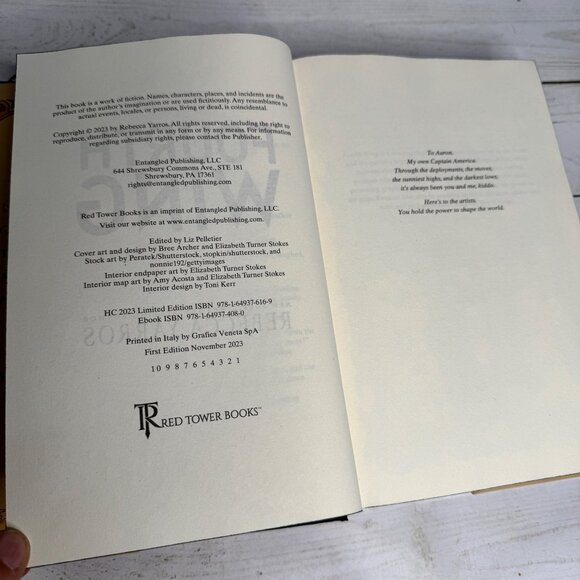 This book is a work of fiction. Names, characters, places, and incidents are the
product of the author's imagination or are used fictitiously. Any resemblance to
actual events, locales, or persons, living or dead, is coincidental.
Copyright © 2023 by Rebecca Yarros. All rights reserved, including the right to
reproduce, distribute, or transmit in any form or by any means. For information
regarding subsidiary rights, please contact the Publisher.
Entangled Publishing, LLC
644 Shrewsbury Commons Ave., STE 181
Shrewsbury, PA 17361
rights@entangledpublishing.com
Red Tower Books is an imprint of Entangled Publishing, LLC.
Visit our website at www.entangledpublishing.com.
Edited by Liz Pelletier
Cover art and design by Bree Archer and Elizabeth Turner Stokes
Stock art by Peratek/Shutterstock, stopkin/shutterstock, and
nonnie192/gettyimages
Interior endpaper art by Elizabeth Turner Stokes
Interior map art by Amy Acosta and Elizabeth Turner Stokes
Interior design by Toni Kerr
HC 2023 Limited Edition ISBN 978-1-64937-616-9
Ebook ISBN 978-1-64937-408-0
Printed in Italy by Grafica Veneta SpA
First Edition November 2023
10 9 8 7 6 5 4 3 2 1
TR RED TOWER BOOKS™
To Aaron,
My own Captain America.
Through the deployments, the moves,
the sunniest highs, and the darkest lows,
it's always been you and me, kiddo.
Here's to the artists.
You hold the power to shape the world.